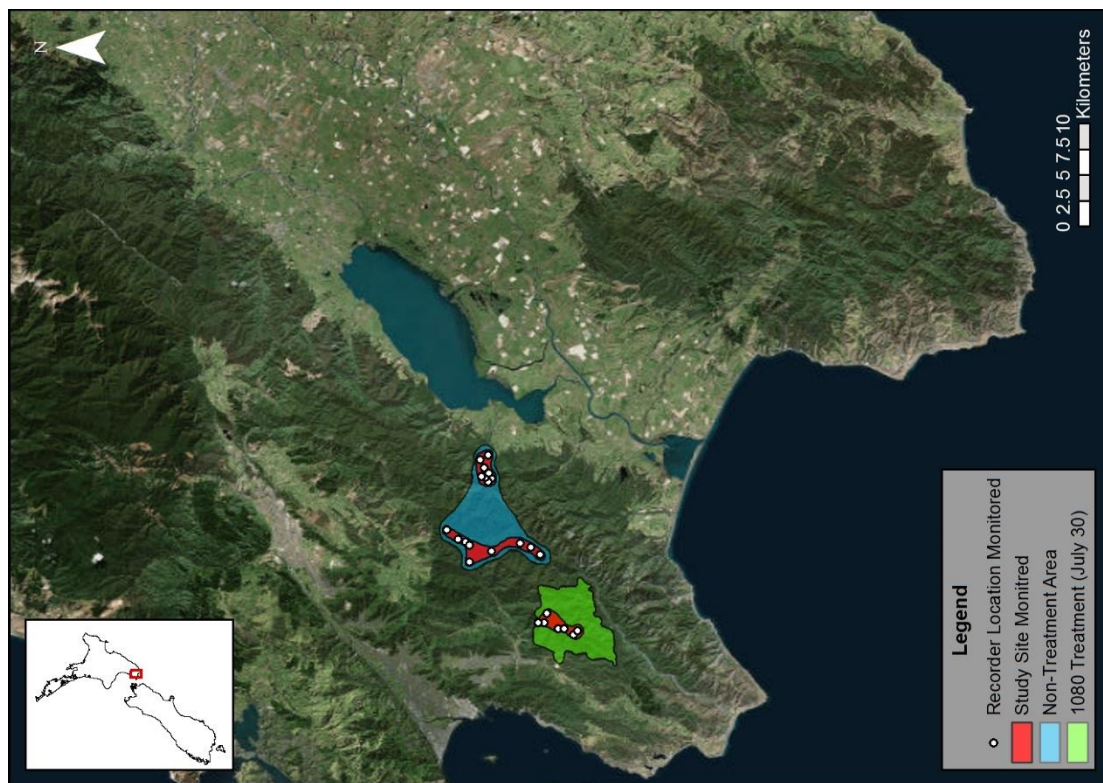 N
0 2.5 5 7.5 10
Kilometers
Legend
Recorder Location Monitored
Study Site Monitred
Non-Treatment Area
1080 Treatment (July 30)